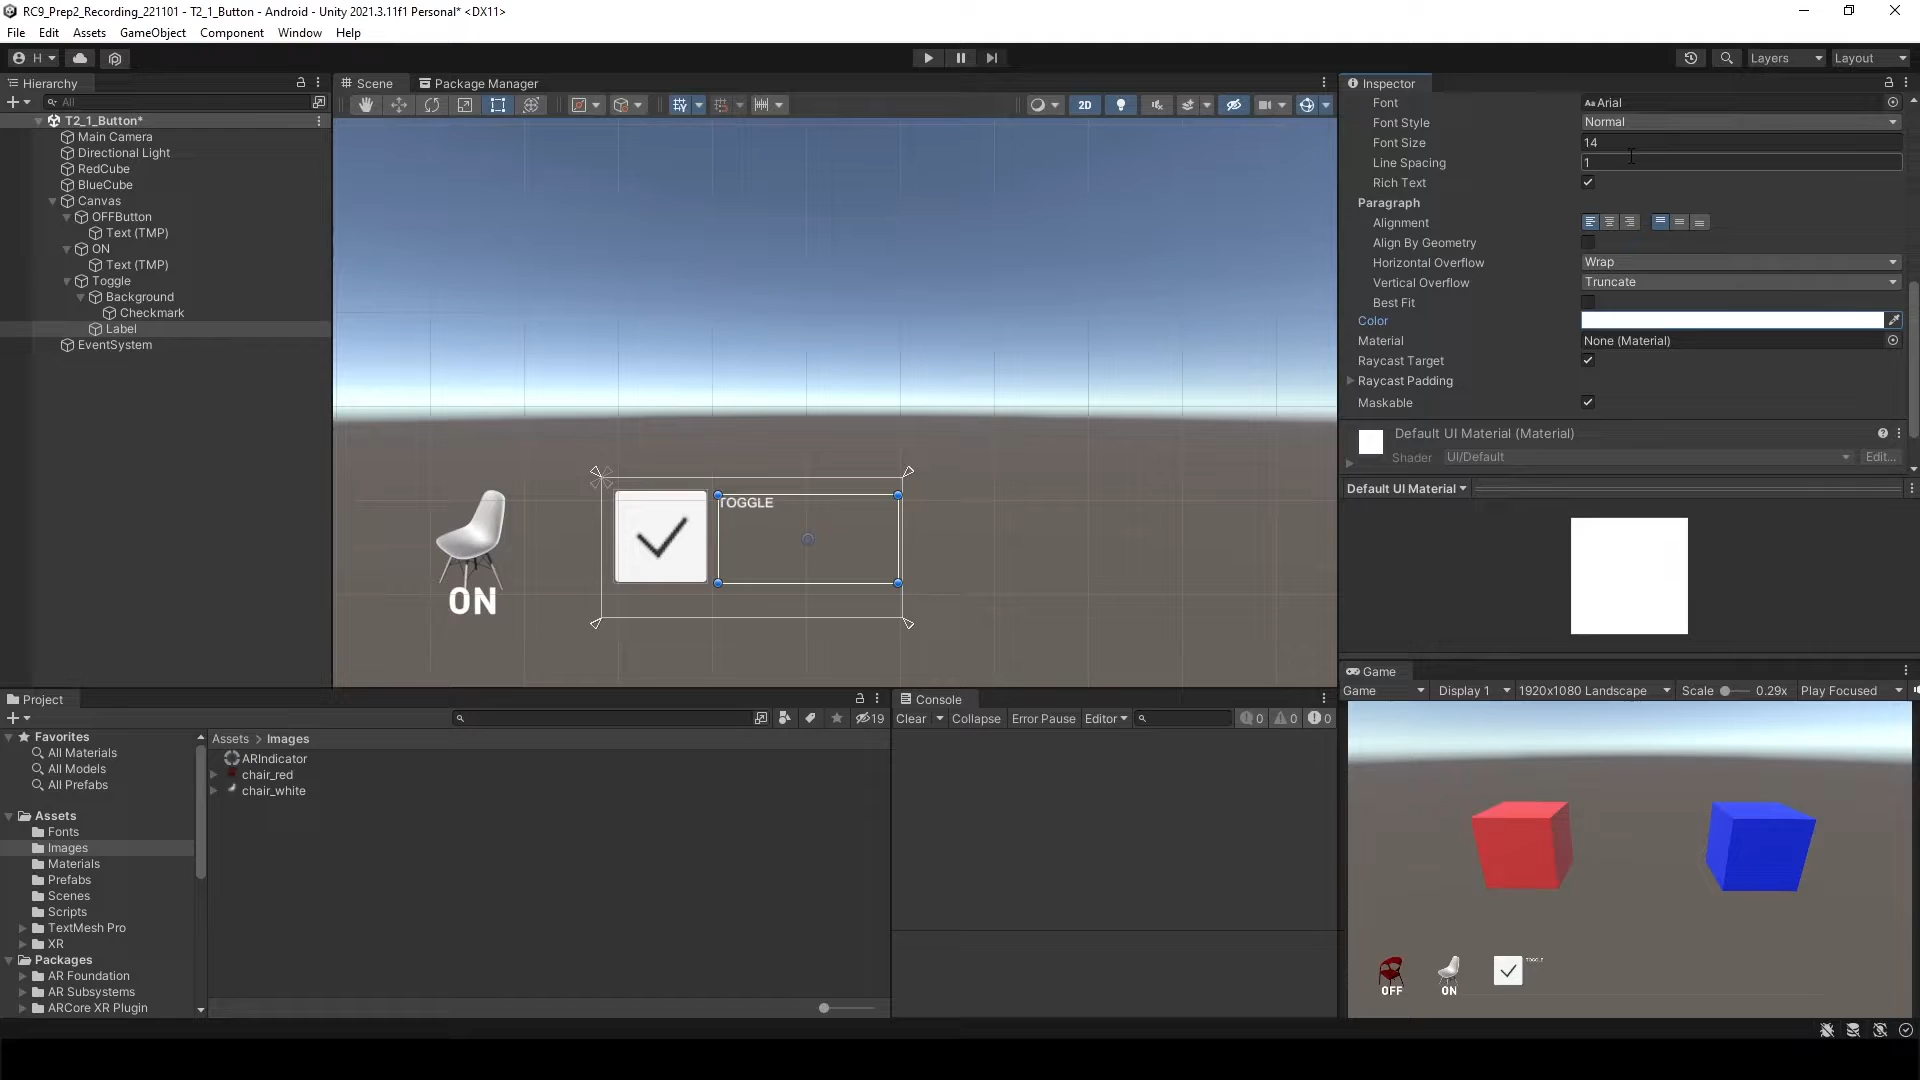 RC9_Prep2_Recording_221101 - T2_1_Button - Android - Unity 2021.3.11f1 Personal* <DX11>
File Edit Assets GameObject Component Window Help
H Layers Layout
Hierarchy
All
T2_1_Button*
Main Camera
Directional Light
RedCube
BlueCube
Canvas
OFFButton
Text (TMP)
ON
Text (TMP)
Toggle
Background
Checkmark
Label
EventSystem
Scene Package Manager
2D
TOGGLE
ON
Inspector
Font Arial
Font Style Normal
Font Size 14
Line Spacing 1
Rich Text
Paragraph
Alignment
Align By Geometry
Horizontal Overflow Wrap
Vertical Overflow Truncate
Best Fit
Color
Material None (Material)
Raycast Target
Raycast Padding
Maskable
Default UI Material (Material)
Shader UI/Default Edit...
Default UI Material
Game
Game Display 1 1920x1080 Landscape Scale 0.29x Play Focused
OFF ON
Project
19
Favorites
All Materials
All Models
All Prefabs
Assets
Fonts
Images
Materials
Prefabs
Scenes
Scripts
TextMesh Pro
XR
Packages
AR Foundation
AR Subsystems
ARCore XR Plugin
Assets > Images
ARIndicator
chair_red
chair_white
Console
Clear Collapse Error Pause Editor 0 0 0